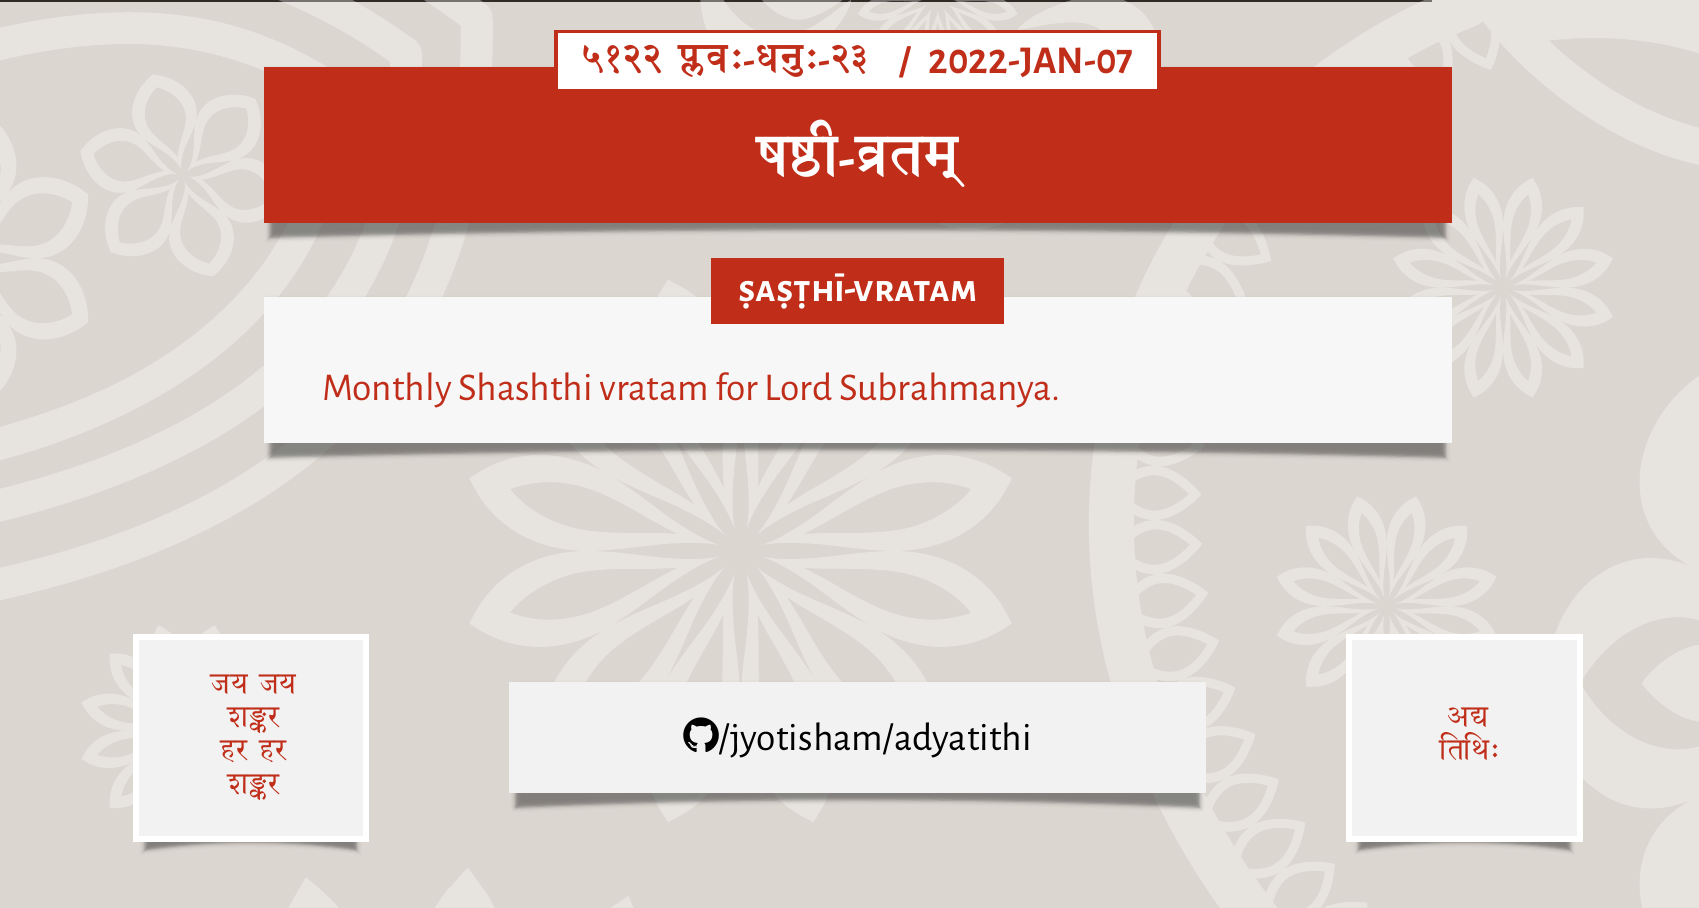 ५१२२ प्लवः-धनुः-२३ / 2022-JAN-07
षष्ठी-व्रतम्
ṢAṢṬHĪ-VRATAM
Monthly Shashthi vratam for Lord Subrahmanya.
जय जय
शङ्कर
हर हर
शङ्कर
/jyotisham/adyatithi
अद्य
तिथिः